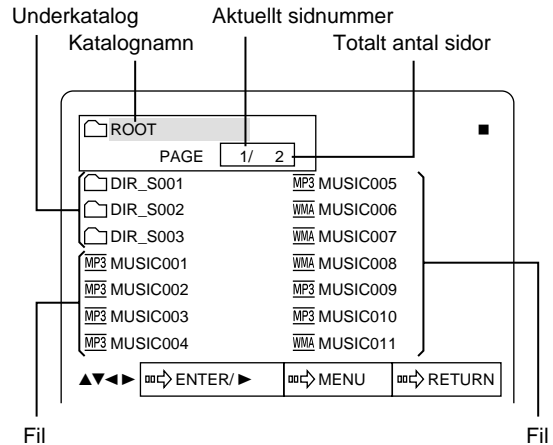 Underkatalog
Aktuellt sidnummer
Katalognamn
Totalt antal sidor
ROOT
PAGE 1/ 2
DIR_S001
DIR_S002
DIR_S003
MP3 MUSIC001
MP3 MUSIC002
MP3 MUSIC003
MP3 MUSIC004
MP3 MUSIC005
WMA MUSIC006
WMA MUSIC007
WMA MUSIC008
MP3 MUSIC009
MP3 MUSIC010
WMA MUSIC011
▲▼◄► ENTER/ ► MENU RETURN
Fil
Fil